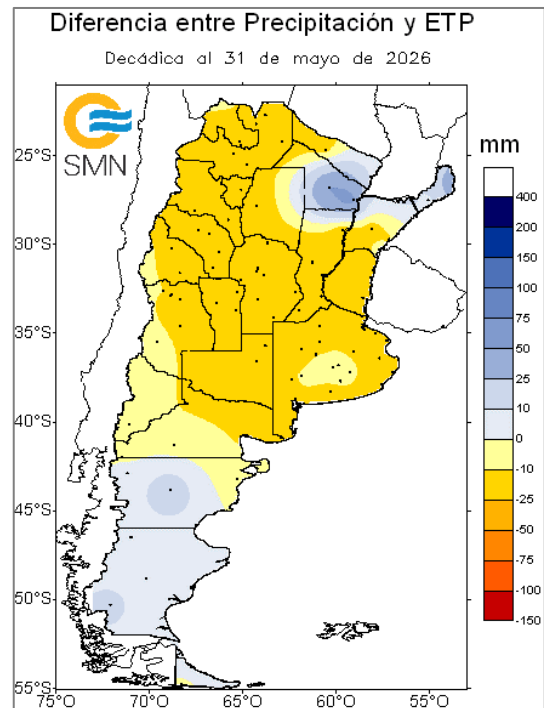 Diferencia entre Precipitación y ETP
Decádica al 31 de mayo de 2026
SMN
mm
400
200
150
100
75
50
25
10
0
-10
-25
-50
-75
-100
-150
25°S
30°S
35°S
40°S
45°S
50°S
55°S
75°O
70°O
65°O
60°O
55°O